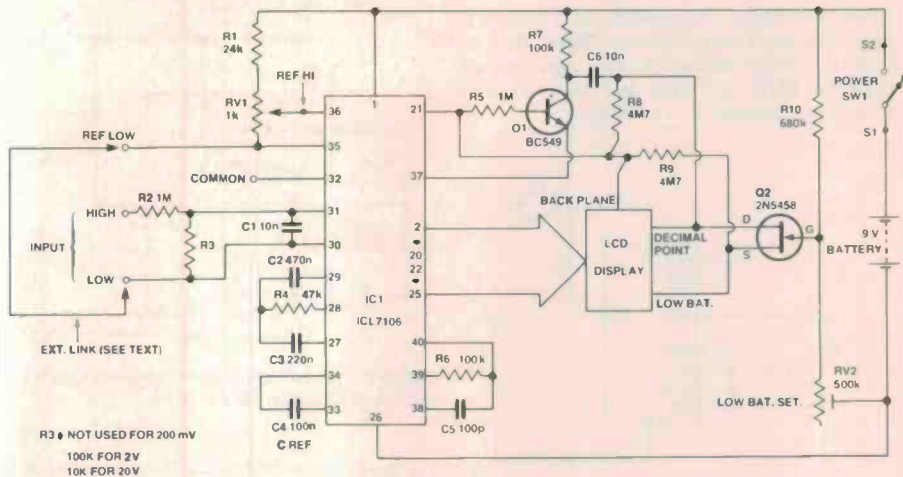 R1
24k
RV1
1k
REF HI
REF LOW
COMMON
HIGH
R2 1M
INPUT
R3
LOW
EXT. LINK (SEE TEXT)
C1 10n
C2 470n
R4 47k
C3 220n
C4 100n
C REF
R3 • NOT USED FOR 200 mV
100K FOR 2V
10K FOR 20V
36
35
32
31
30
29
28
27
34
33
26
1
IC1
ICL7106
21
37
2
20
22
25
40
39
38
R5 1M
Q1
BC549
R7
100k
C6 10n
R8
4M7
R9
4M7
BACK PLANE
LCD
DISPLAY
DECIMAL
POINT
LOW BAT.
R6 100k
C5 100p
Q2
2N5458
D
S
G
R10
680k
S2
POWER
SW1
S1
9 V
BATTERY
RV2
500k
LOW BAT. SET.